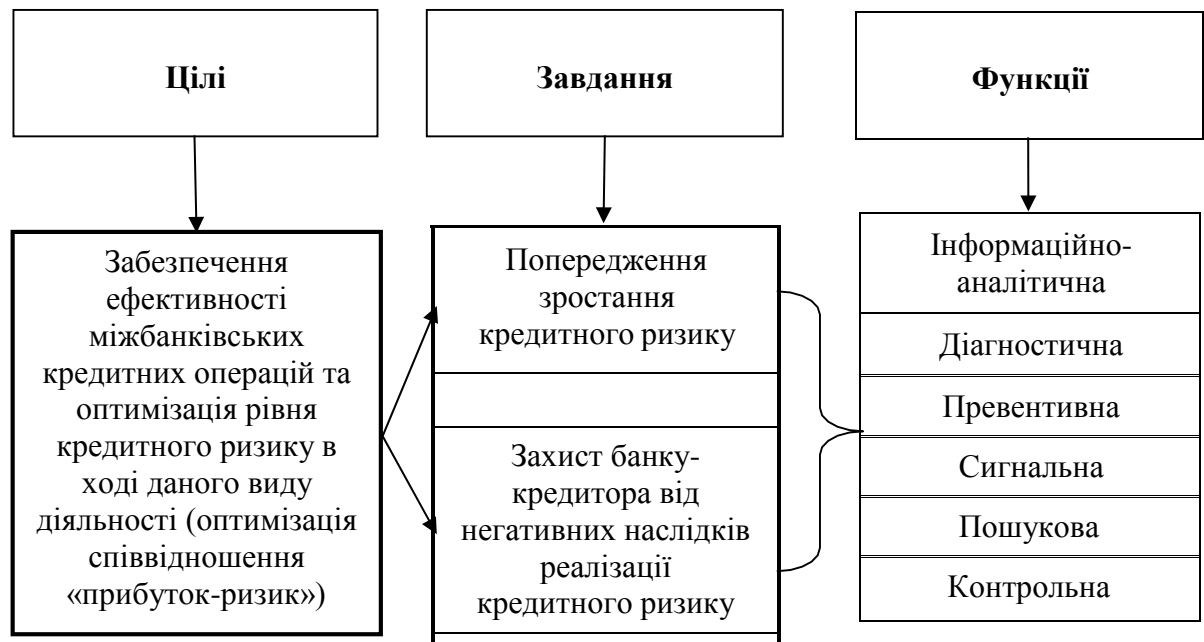 Цілі
Завдання
Функції
Забезпечення
ефективності
міжбанківських
кредитних операцій та
оптимізація рівня
кредитного ризику в
ході даного виду
діяльності (оптимізація
співвідношення
«прибуток-ризик»)
Попередження
зростання
кредитного ризику
Захист банку-
кредитора від
негативних наслідків
реалізації
кредитного ризику
Інформаційно-
аналітична
Діагностична
Превентивна
Сигнальна
Пошукова
Контрольна